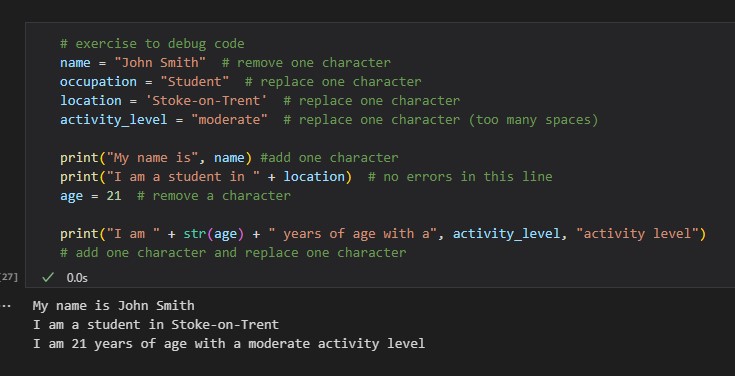 # exercise to debug code
name = "John Smith"  # remove one character
occupation = "Student"  # replace one character
location = 'Stoke-on-Trent'  # replace one character
activity_level = "moderate"  # replace one character (too many spaces)
print("My name is", name) #add one character
print("I am a student in " + location)  # no errors in this line
age = 21  # remove a character
print("I am " + str(age) + " years of age with a", activity_level, "activity level")
# add one character and replace one character
[27] ✓ 0.0s
... My name is John Smith
I am a student in Stoke-on-Trent
I am 21 years of age with a moderate activity level